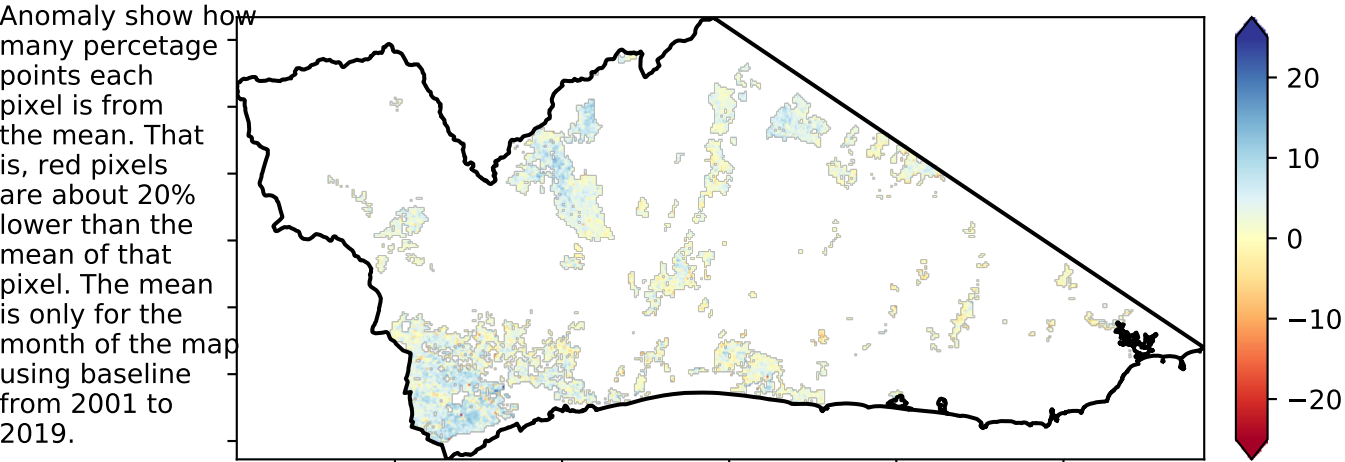 Anomaly show how
many percetage
points each
pixel is from
the mean. That
is, red pixels
are about 20%
lower than the
mean of that
pixel. The mean
is only for the
month of the map
using baseline
from 2001 to
2019.
20
10
0
−10
−20